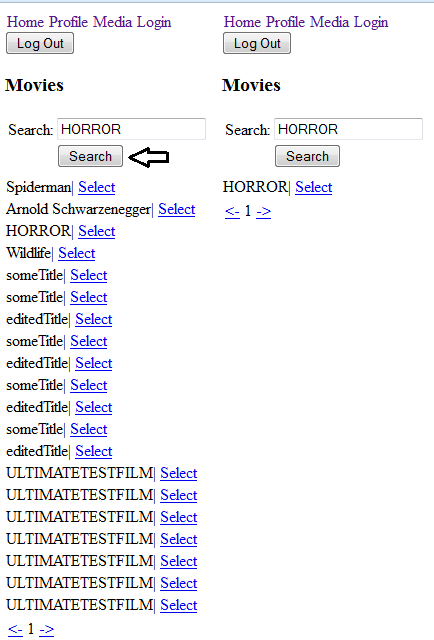 Home Profile Media Login
Log Out
Movies
Search: HORROR
Search
Spiderman| Select
Arnold Schwarzenegger| Select
HORROR| Select
Wildlife| Select
someTitle| Select
someTitle| Select
editedTitle| Select
someTitle| Select
editedTitle| Select
someTitle| Select
editedTitle| Select
someTitle| Select
editedTitle| Select
ULTIMATETESTFILM| Select
ULTIMATETESTFILM| Select
ULTIMATETESTFILM| Select
ULTIMATETESTFILM| Select
ULTIMATETESTFILM| Select
ULTIMATETESTFILM| Select
ULTIMATETESTFILM| Select
<- 1 ->
Home Profile Media Login
Log Out
Movies
Search: HORROR
Search
HORROR| Select
<- 1 ->